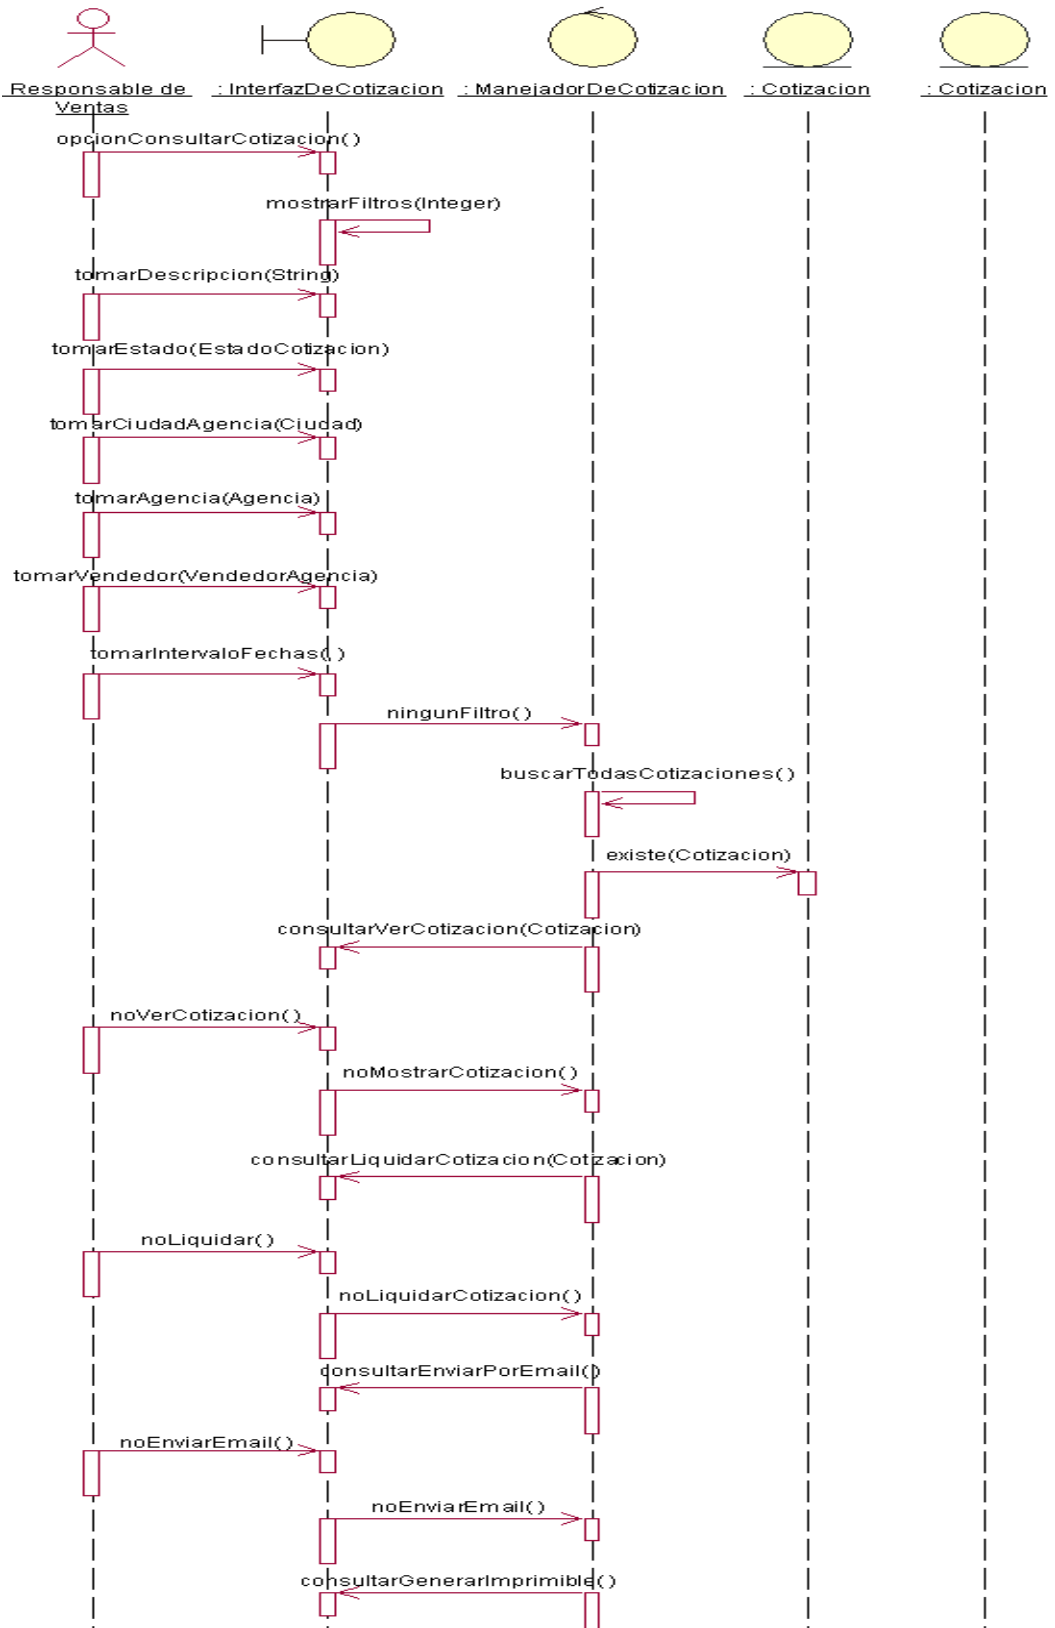 Responsable de
Ventas
: InterfazDeCotizacion
: ManejadorDeCotizacion
: Cotizacion
: Cotizacion
opcionConsultarCotizacion()
mostrarFiltros(Integer)
tomarDescripcion(String)
tomarEstado(EstadoCotizacion)
tomarCiudadAgencia(Ciudad)
tomarAgencia(Agencia)
tomarVendedor(VendedorAgencia)
tomarIntervaloFechas(,)
ningunFiltro()
buscarTodasCotizaciones()
existe(Cotizacion)
consultarVerCotizacion(Cotizacion)
noVerCotizacion()
noMostrarCotizacion()
consultarLiquidarCotizacion(Cotizacion)
noLiquidar()
noLiquidarCotizacion()
consultarEnviarPorEmail()
noEnviarEmail()
noEnviarEmail()
consultarGenerarImprimible()